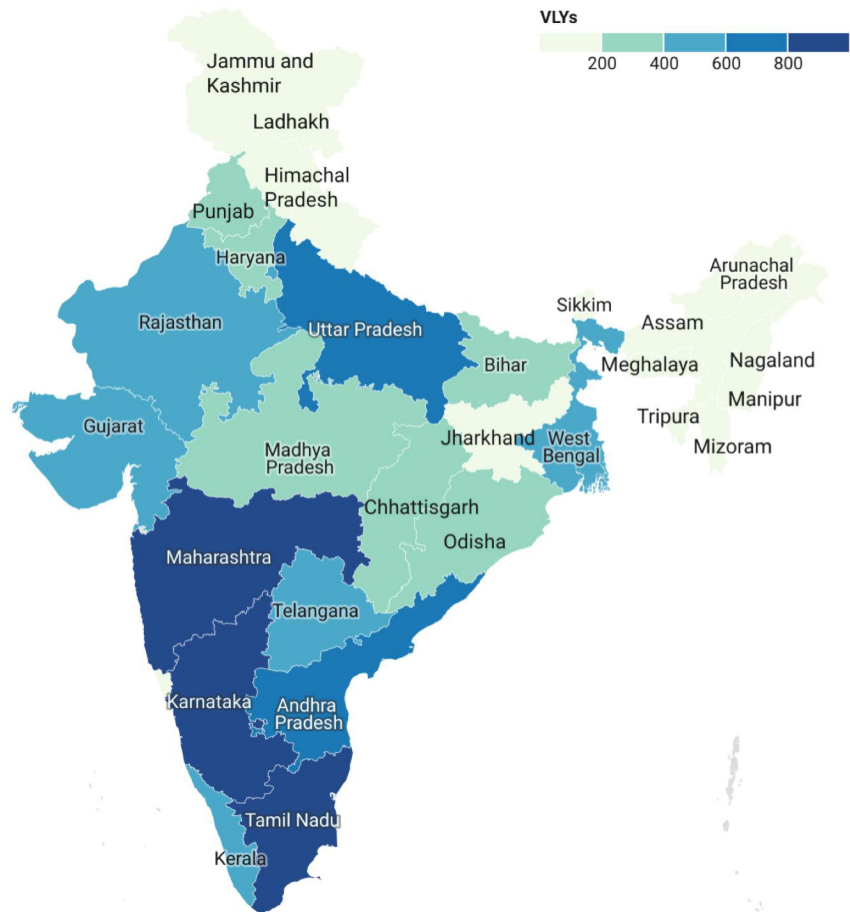 VLYs
200 400 600 800
Jammu and
Kashmir
Ladhakh
Himachal
Pradesh
Punjab
Haryana
Rajasthan
Uttar Pradesh
Sikkim
Arunachal
Pradesh
Assam
Meghalaya
Nagaland
Manipur
Tripura
Mizoram
Bihar
Gujarat
Madhya
Pradesh
Jharkhand
West
Bengal
Chhattisgarh
Odisha
Maharashtra
Telangana
Karnataka
Andhra
Pradesh
Tamil Nadu
Kerala